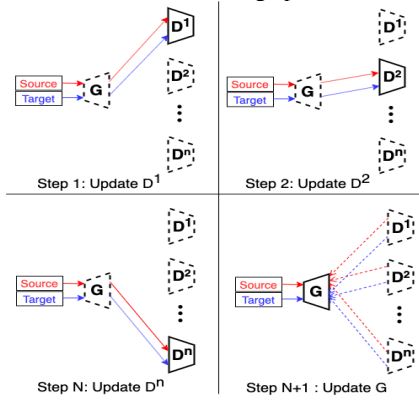 D1
Source
Target
G
D2
Dn
Step 1: Update D1
D1
Source
Target
G
D2
Dn
Step 2: Update D2
D1
Source
Target
G
D2
Dn
Step N: Update Dn
D1
Source
Target
G
D2
Dn
Step N+1 : Update G